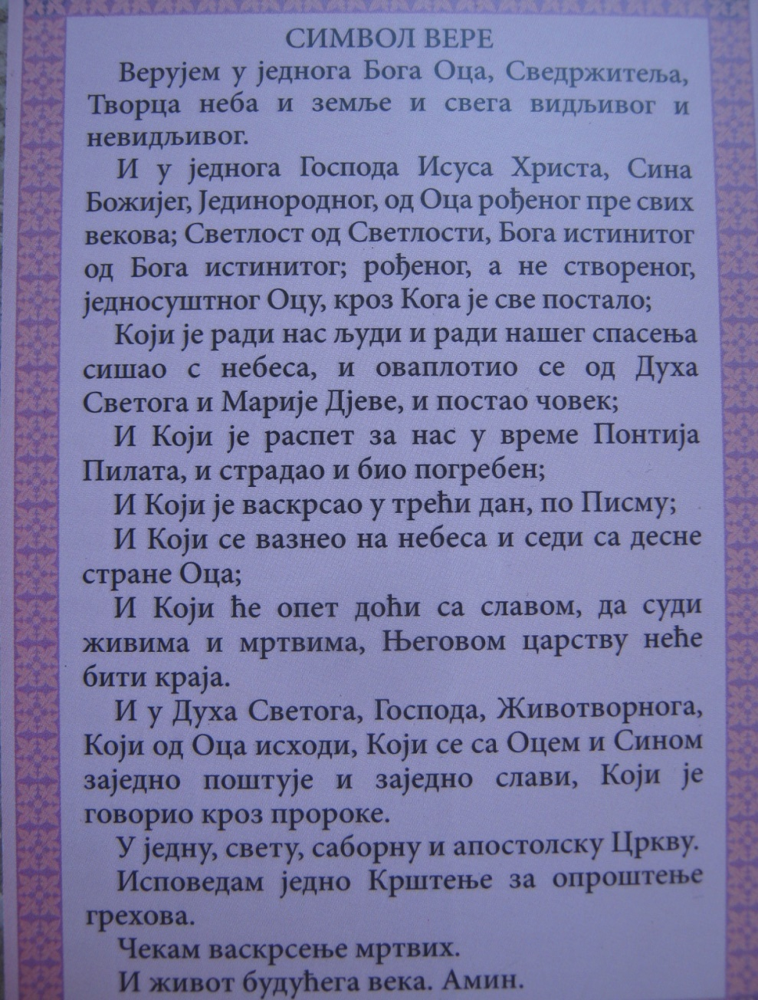 СИМВОЛ ВЕРЕ
Верујем у једнога Бога Оца, Сведржитеља,
Творца неба и земље и свега видљивог и
невидљивог.
И у једнога Господа Исуса Христа, Сина
Божијег, Јединородног, од Оца рођеног пре свих
векова; Светлост од Светлости, Бога истинитог
од Бога истинитог; рођеног, а не створеног,
једносуштног Оцу, кроз Кога је све постало;
Који је ради нас људи и ради нашег спасења
сишао с небеса, и оваплотио се од Духа
Светога и Марије Дјеве, и постао човек;
И Који је распет за нас у време Понтија
Пилата, и страдао и био погребен;
И Који је васкрсао у трећи дан, по Писму;
И Који се вазнео на небеса и седи са десне
стране Оца;
И Који ће опет доћи са славом, да суди
живима и мртвима, Његовом царству неће
бити краја.
И у Духа Светога, Господа, Животворнога,
Који од Оца исходи, Који се са Оцем и Сином
заједно поштује и заједно слави, Који је
говорио кроз пророке.
У једну, свету, саборну и апостолску Цркву.
Исповедам једно Крштење за опроштење
грехова.
Чекам васкрсење мртвих.
И живот будућега века. Амин.